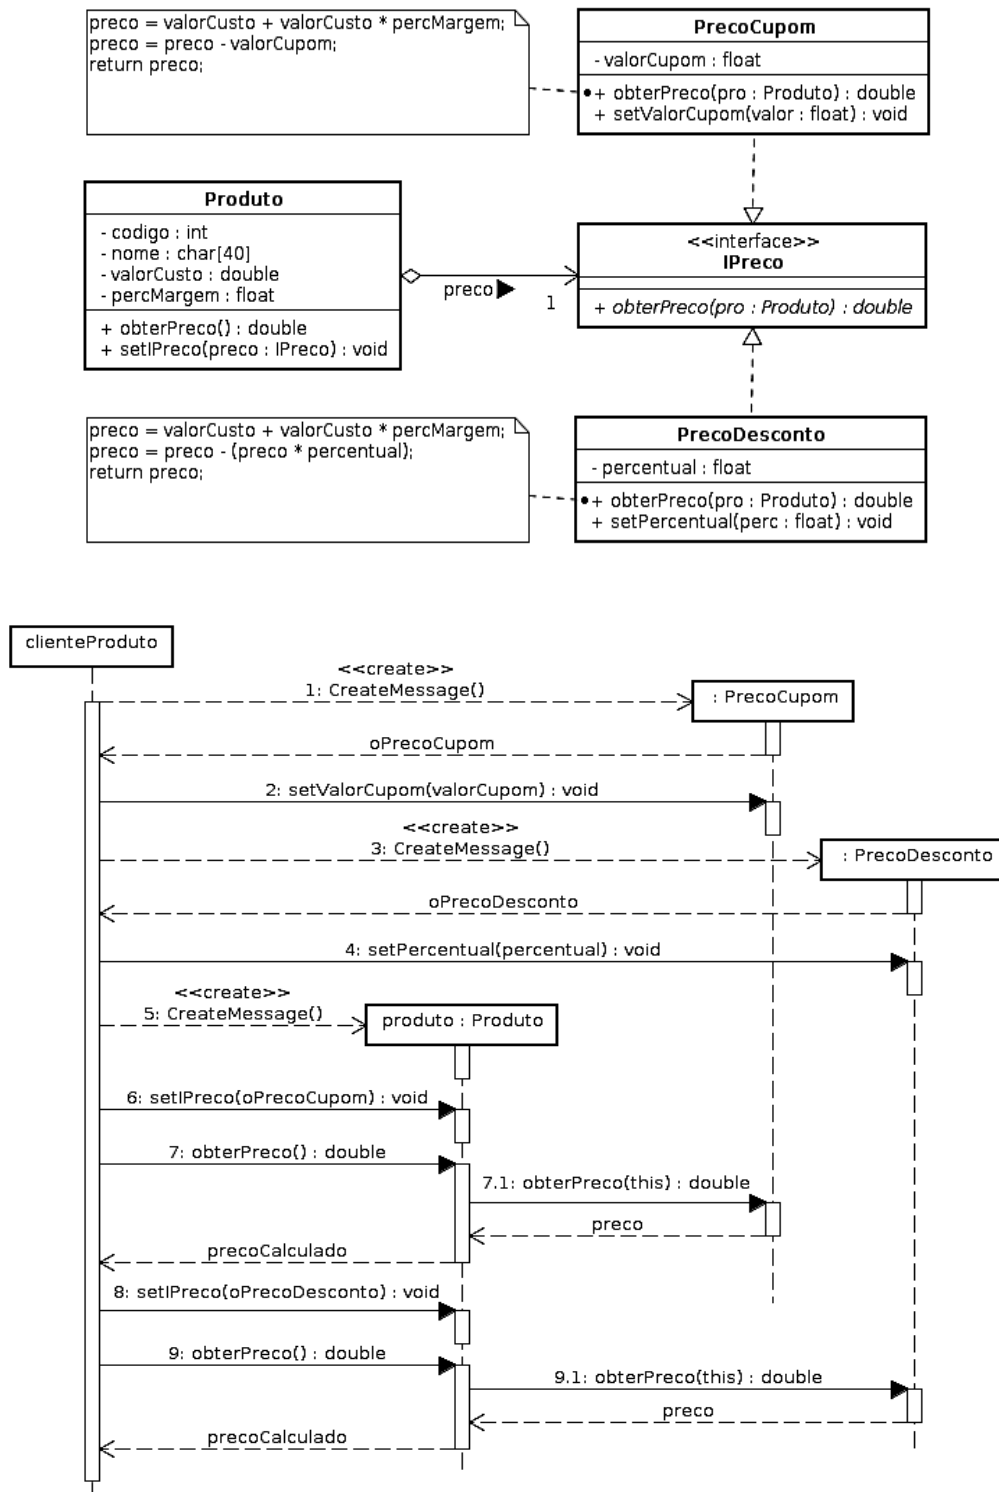 preco = valorCusto + valorCusto * percMargem;
preco = preco - valorCupom;
return preco;
PrecoCupom
- valorCupom : float
+ obterPreco(pro : Produto) : double
+ setValorCupom(valor : float) : void
Produto
- codigo : int
- nome : char[40]
- valorCusto : double
- percMargem : float
+ obterPreco() : double
+ setIPreco(preco : IPreco) : void
preco
1
<<interface>>
IPreco
+ obterPreco(pro : Produto) : double
preco = valorCusto + valorCusto * percMargem;
preco = preco - (preco * percentual);
return preco;
PrecoDesconto
- percentual : float
+ obterPreco(pro : Produto) : double
+ setPercentual(perc : float) : void
clienteProduto
<<create>>
1: CreateMessage()
: PrecoCupom
oPrecoCupom
2: setValorCupom(valorCupom) : void
<<create>>
3: CreateMessage()
: PrecoDesconto
oPrecoDesconto
4: setPercentual(percentual) : void
<<create>>
5: CreateMessage()
produto : Produto
6: setIPreco(oPrecoCupom) : void
7: obterPreco() : double
7.1: obterPreco(this) : double
preco
precoCalculado
8: setIPreco(oPrecoDesconto) : void
9: obterPreco() : double
9.1: obterPreco(this) : double
preco
precoCalculado